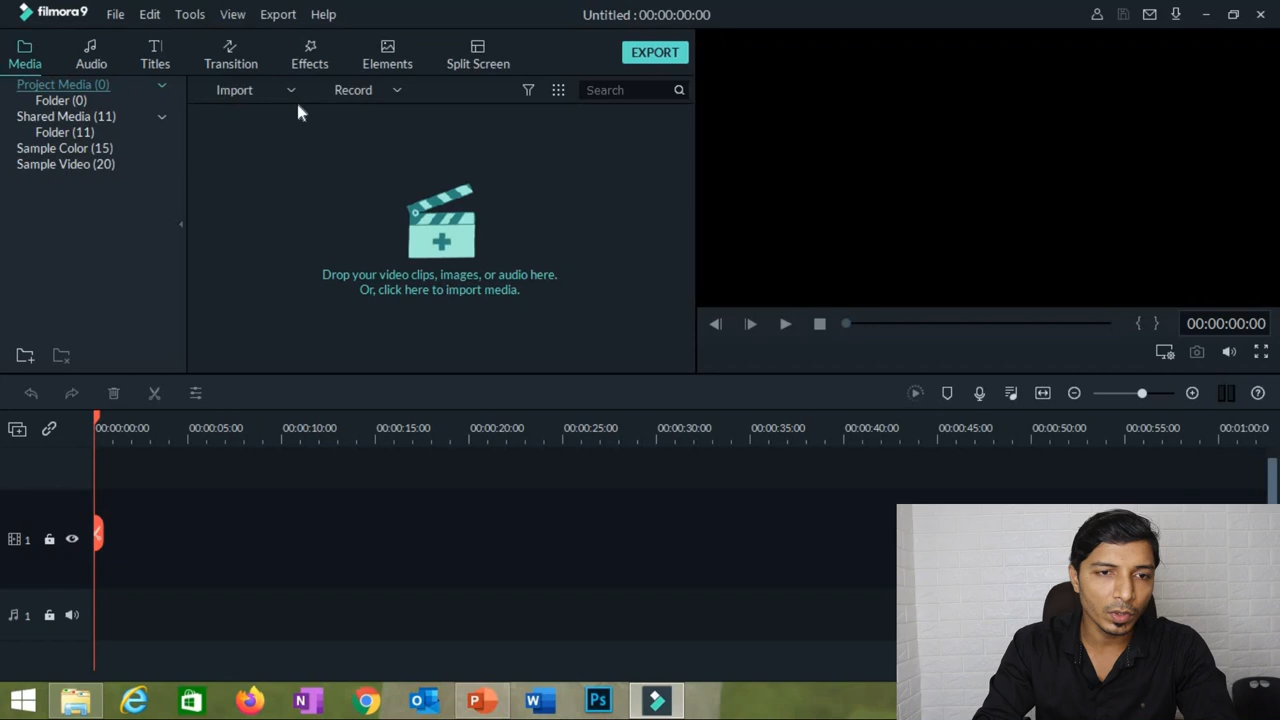 filmora9 File Edit Tools View Export Help Untitled : 00:00:00:00
Media Audio Titles Transition Effects Elements Split Screen EXPORT
Project Media (0)
Folder (0)
Shared Media (11)
Folder (11)
Sample Color (15)
Sample Video (20)
Import Record Search
Drop your video clips, images, or audio here.
Or, click here to import media.
00:00:00:00
00:00:00:00 00:00:05:00 00:00:10:00 00:00:15:00 00:00:20:00 00:00:25:00 00:00:30:00 00:00:35:00 00:00:40:00 00:00:45:00 00:00:50:00 00:00:55:00 00:01:00:0
1
1